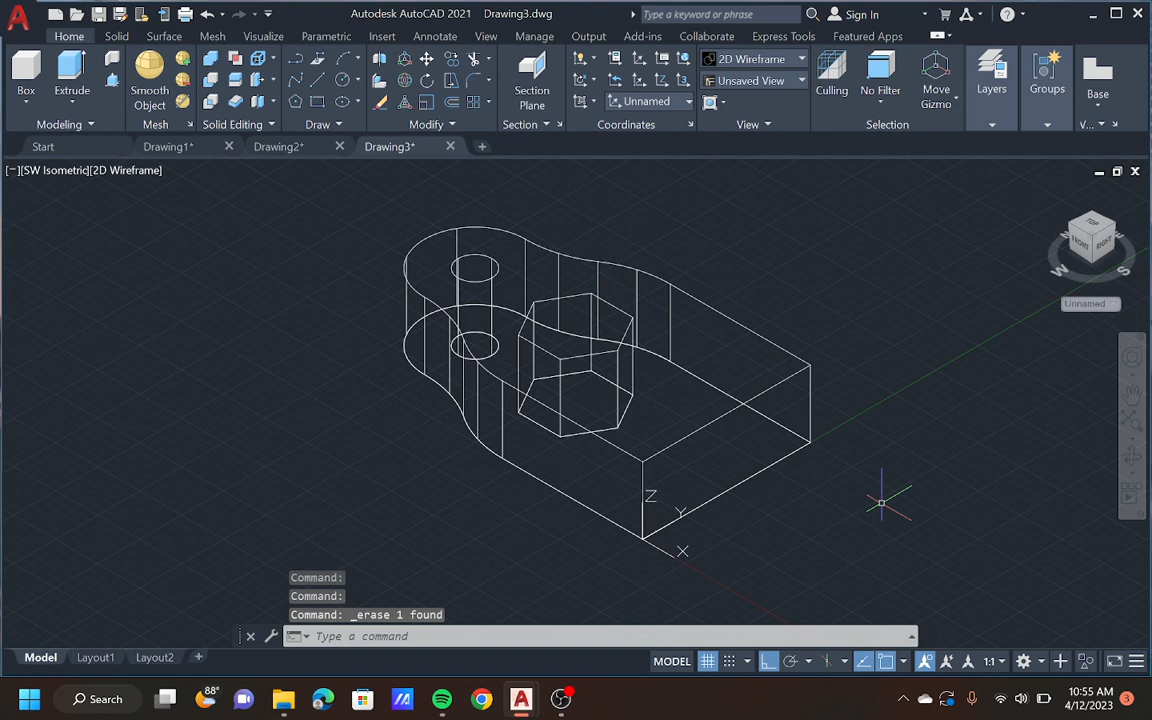 Autodesk AutoCAD 2021 Drawing3.dwg
Type a keyword or phrase
Sign In
Home Solid Surface Mesh Visualize Parametric Insert Annotate View Manage Output Add-ins Collaborate Express Tools Featured Apps
Box
Extrude
Smooth
Object
Section
Plane
2D Wireframe
Unsaved View
Unnamed
Culling
No Filter
Move
Gizmo
Layers
Groups
Base
Modeling
Mesh
Solid Editing
Draw
Modify
Section
Coordinates
View
Selection
V...
Start Drawing1* Drawing2* Drawing3*
[−][SW Isometric][2D Wireframe]
TOP
FRONT RIGHT
W S
Unnamed
Z
Y
X
Command:
Command:
Command: _erase 1 found
Type a command
Model Layout1 Layout2
MODEL
1:1
88°
Search
10:55 AM
4/12/2023
3